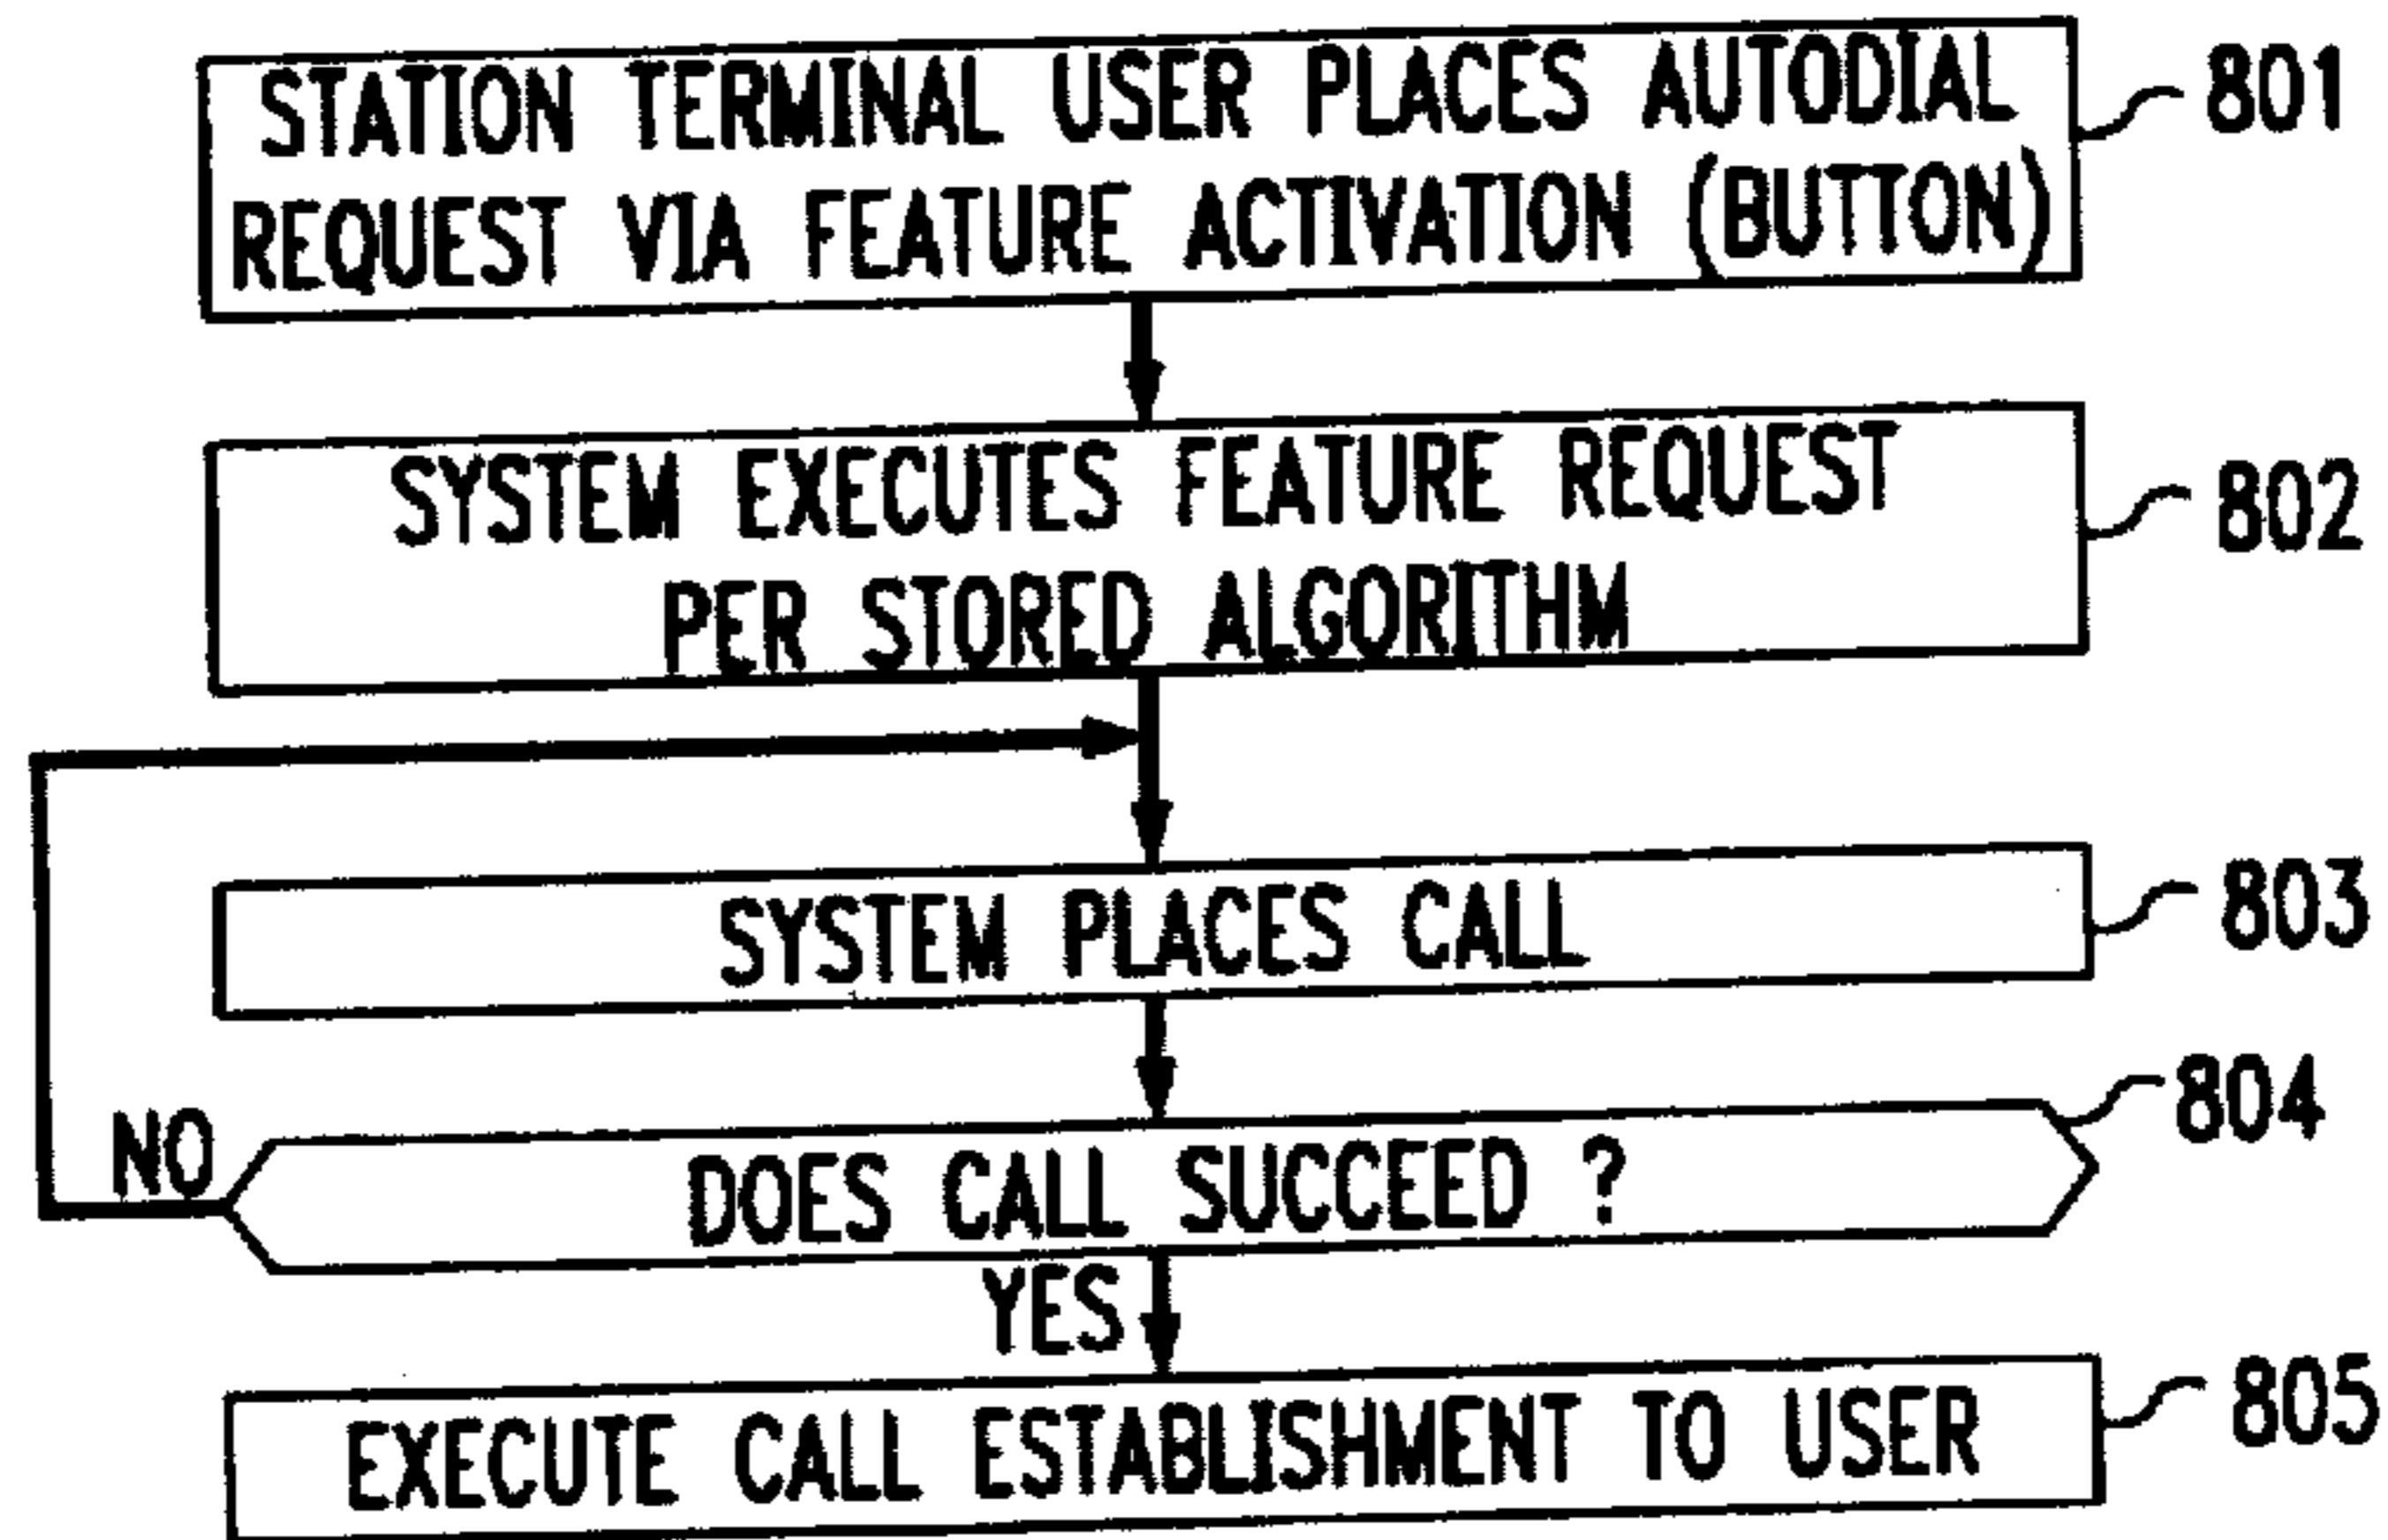 STATION TERMINAL USER PLACES AUTODIAL
REQUEST VIA FEATURE ACTIVATION (BUTTON)
801
SYSTEM EXECUTES FEATURE REQUEST
PER STORED ALGORITHM
802
SYSTEM PLACES CALL
803
NO
DOES CALL SUCCEED ?
804
YES
EXECUTE CALL ESTABLISHMENT TO USER
805